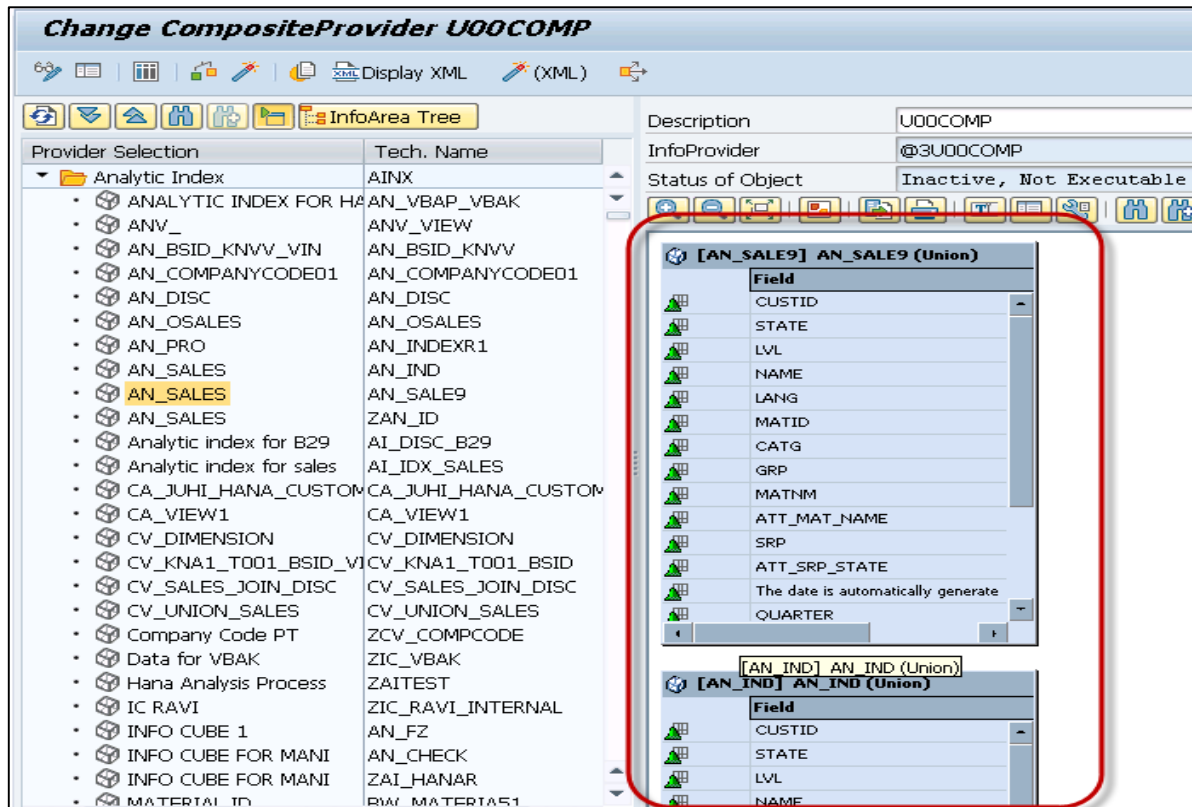 Change CompositeProvider U00COMP
XML Display XML (XML)
InfoArea Tree
Provider Selection Tech. Name
Analytic Index AINX
ANALYTIC INDEX FOR HA AN_VBAP_VBAK
ANV_ ANV_VIEW
AN_BSID_KNVV_VIN AN_BSID_KNVV
AN_COMPANYCODE01 AN_COMPANYCODE01
AN_DISC AN_DISC
AN_OSALES AN_OSALES
AN_PRO AN_INDEXR1
AN_SALES AN_IND
AN_SALES AN_SALE9
AN_SALES ZAN_ID
Analytic index for B29 AI_DISC_B29
Analytic index for sales AI_IDX_SALES
CA_JUHI_HANA_CUSTOM CA_JUHI_HANA_CUSTOM
CA_VIEW1 CA_VIEW1
CV_DIMENSION CV_DIMENSION
CV_KNA1_T001_BSID_VI CV_KNA1_T001_BSID
CV_SALES_JOIN_DISC CV_SALES_JOIN_DISC
CV_UNION_SALES CV_UNION_SALES
Company Code PT ZCV_COMPCODE
Data for VBAK ZIC_VBAK
Hana Analysis Process ZAITEST
IC RAVI ZIC_RAVI_INTERNAL
INFO CUBE 1 AN_FZ
INFO CUBE FOR MANI AN_CHECK
INFO CUBE FOR MANI ZAI_HANAR
MATERIAL ID BW_MATERIAS1
Description U00COMP
InfoProvider @3U00COMP
Status of Object Inactive, Not Executable
[AN_SALE9] AN_SALE9 (Union)
Field
CUSTID
STATE
LVL
NAME
LANG
MATID
CATG
GRP
MATNM
ATT_MAT_NAME
SRP
ATT_SRP_STATE
The date is automatically generate
QUARTER
[AN_IND] AN_IND (Union)
[AN_IND] AN_IND (Union)
Field
CUSTID
STATE
LVL
NAME